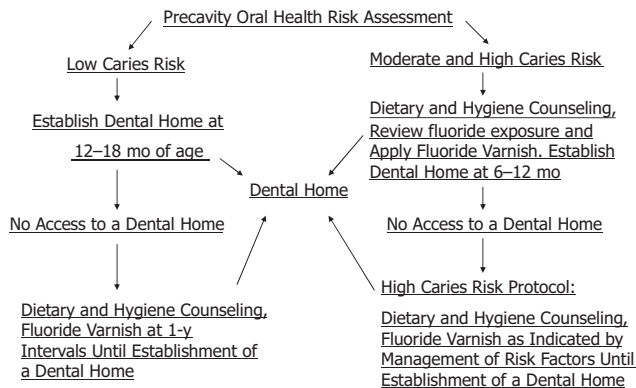 Precavity Oral Health Risk Assessment
Low Caries Risk
Establish Dental Home at
12–18 mo of age
No Access to a Dental Home
Dietary and Hygiene Counseling,
Fluoride Varnish at 1-y
Intervals Until Establishment of
a Dental Home
Dental Home
Moderate and High Caries Risk
Dietary and Hygiene Counseling,
Review fluoride exposure and
Apply Fluoride Varnish. Establish
Dental Home at 6–12 mo
No Access to a Dental Home
High Caries Risk Protocol:
Dietary and Hygiene Counseling,
Fluoride Varnish as Indicated by
Management of Risk Factors Until
Establishment of a Dental Home